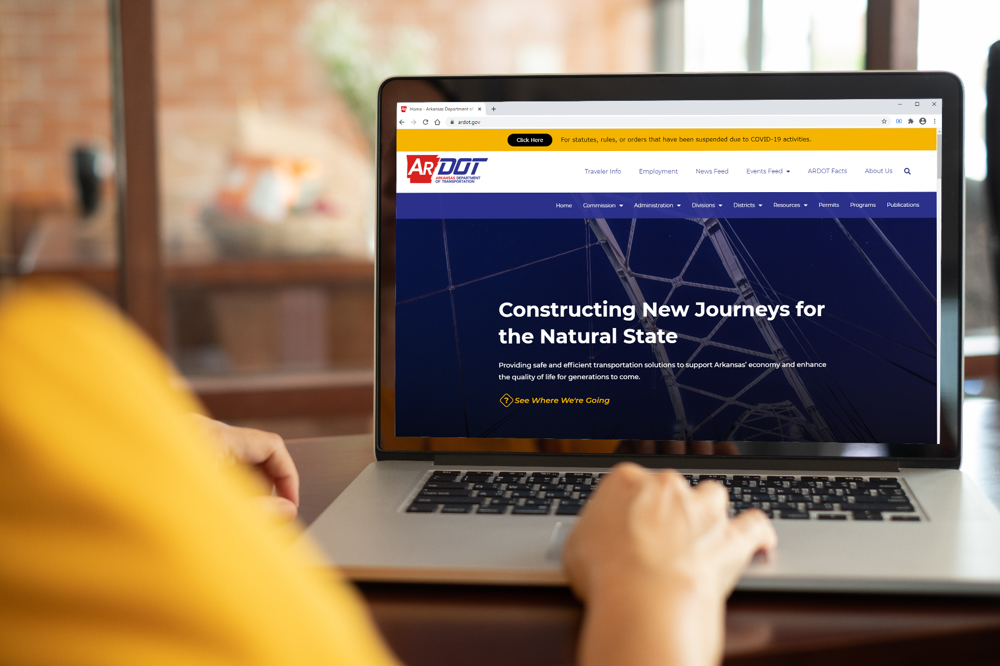 Home - Arkansas Department of
ardot.gov
Click Here
For statutes, rules, or orders that have been suspended due to COVID-19 activities.
ARDOT
ARKANSAS DEPARTMENT
OF TRANSPORTATION
Traveler Info Employment News Feed Events Feed ARDOT Facts About Us
Home Commission Administration Divisions Districts Resources Permits Programs Publications
Constructing New Journeys for
the Natural State
Providing safe and efficient transportation solutions to support Arkansas' economy and enhance
the quality of life for generations to come.
? See Where We're Going